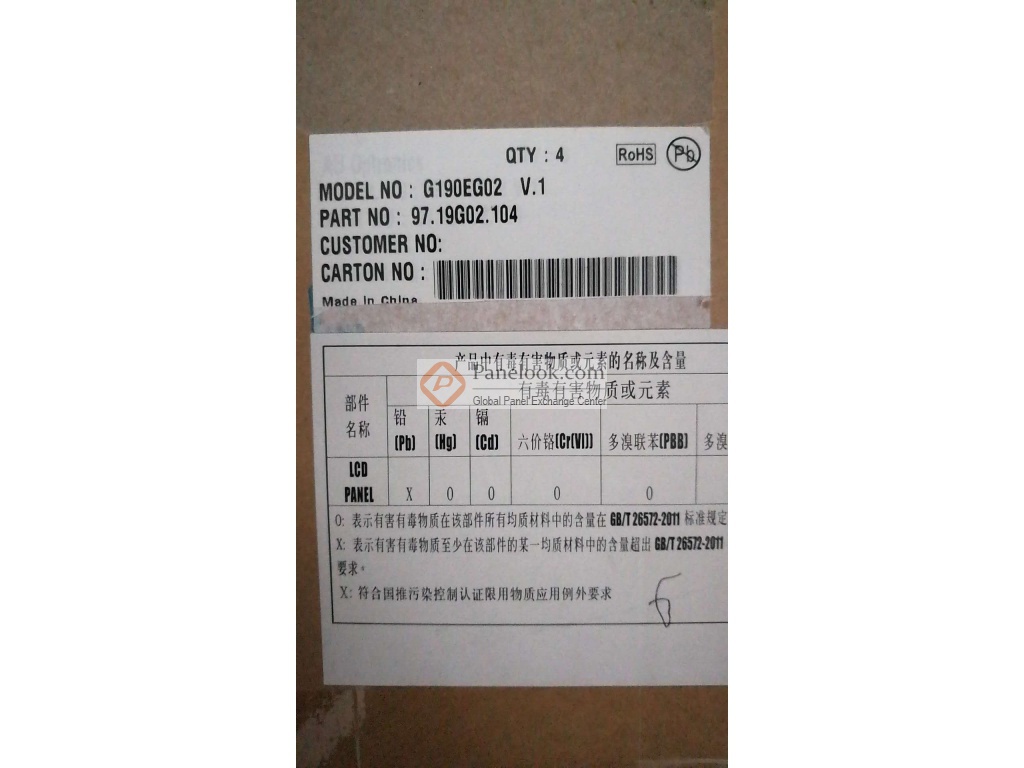 QTY : 4 RoHS Pb
MODEL NO : G190EG02 V.1
PART NO : 97.19G02.104
CUSTOMER NO:
CARTON NO :
Made in China
产品中有毒有害物质或元素的名称及含量
Panelook.com
Global Panel Exchange Center
有毒有害物质或元素
部件
名称
铅
(Pb)
汞
(Hg)
镉
(Cd)
六价铬(Cr(VI))
多溴联苯(PBB)
多溴
LCD
PANEL
X 0 0 0 0
0: 表示有害有毒物质在该部件所有均质材料中的含量在 GB/T 26572-2011 标准规定
X: 表示有害有毒物质至少在该部件的某一均质材料中的含量超出 GB/T 26572-2011
要求。
X: 符合国推污染控制认证限用物质应用例外要求